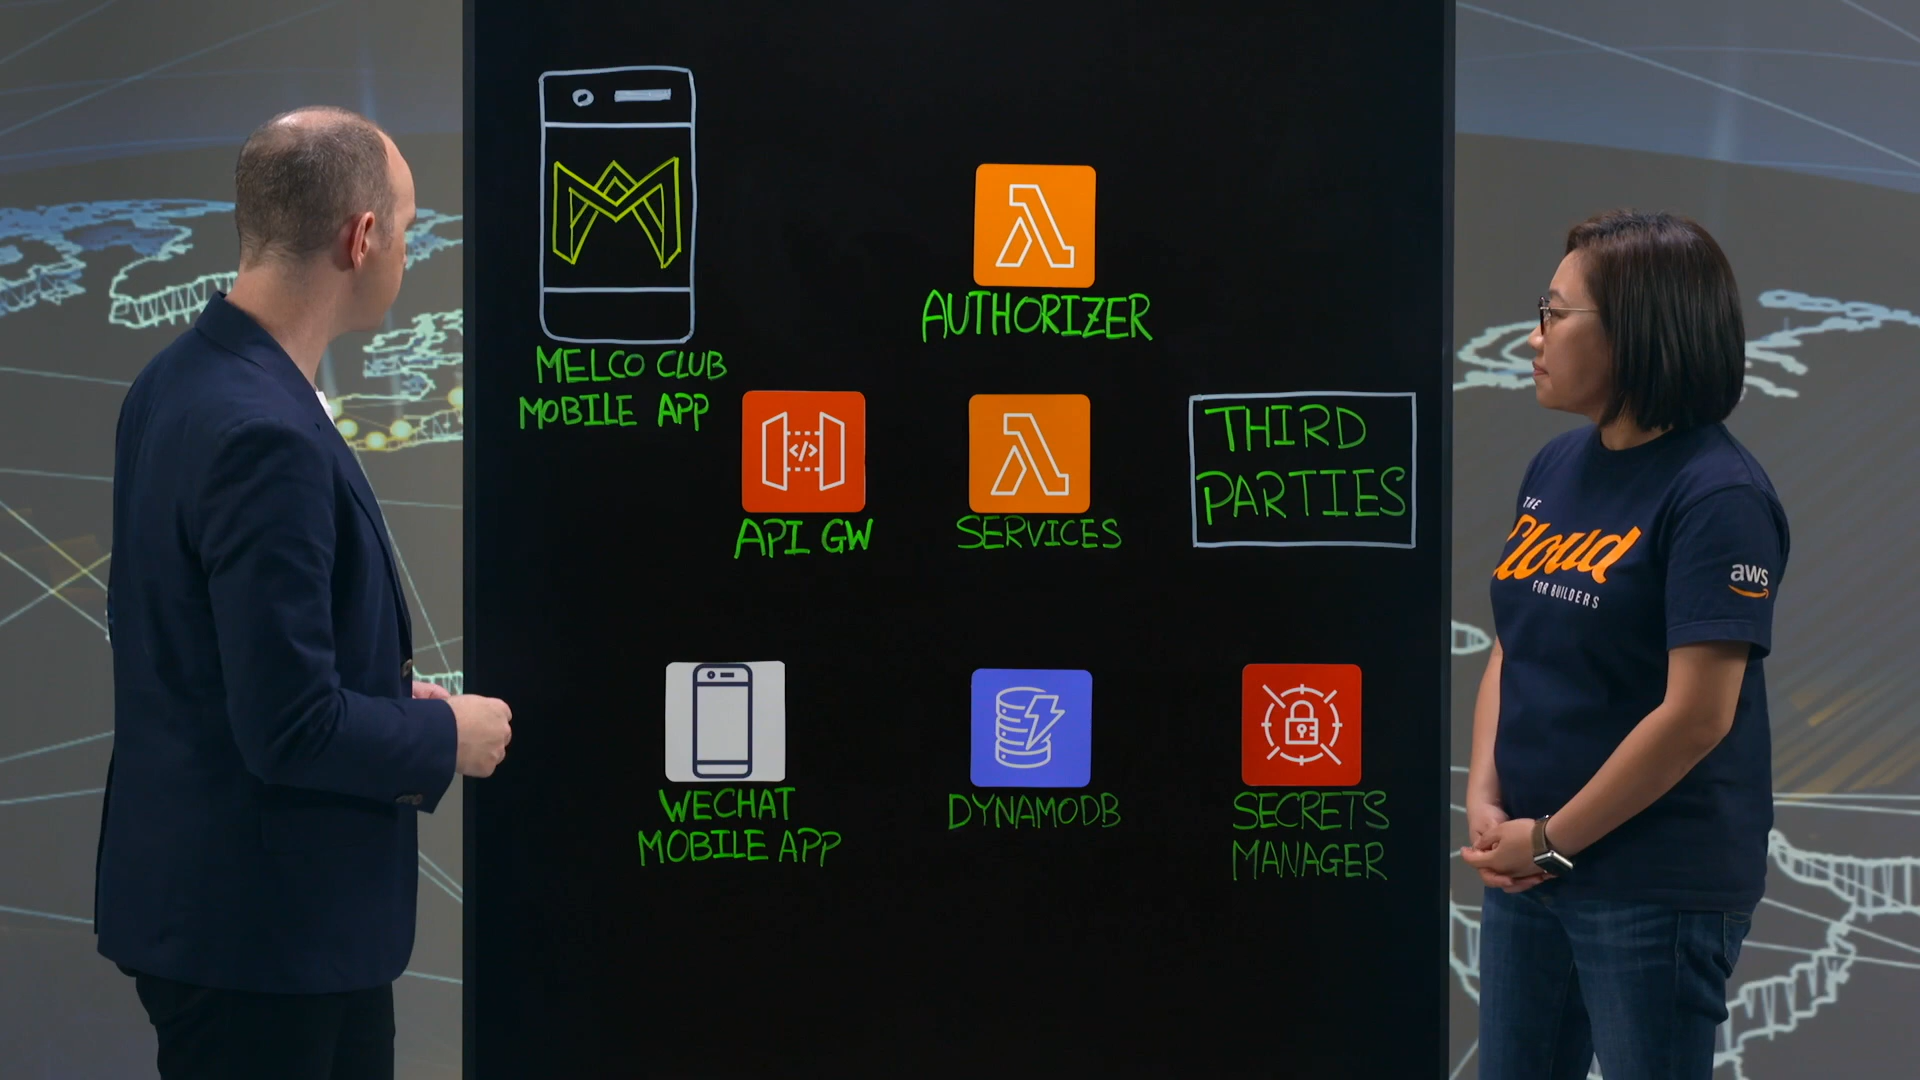 MELCO CLUB
MOBILE APP
AUTHORIZER
</>
API GW
SERVICES
THIRD
PARTIES
WECHAT
MOBILE APP
DYNAMODB
SECRETS
MANAGER
THE
Cloud
FOR BUILDERS
aws